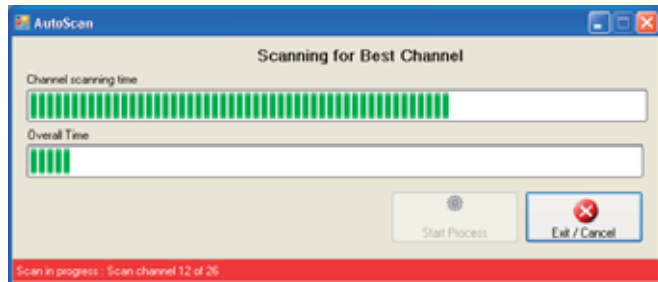 AutoScan
Scanning for Best Channel
Channel scanning time
Overall Time
Start Process
Exit / Cancel
Scan in progress : Scan channel 12 of 26